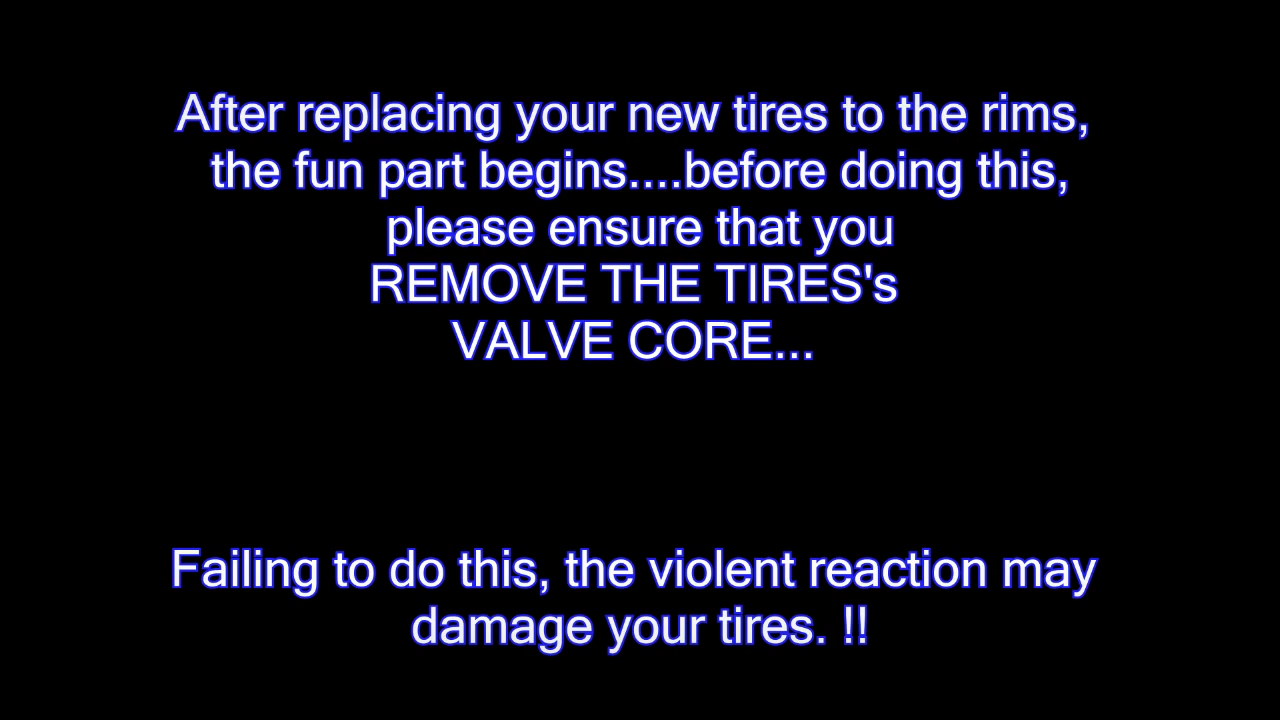 After replacing your new tires to the rims,
the fun part begins....before doing this,
please ensure that you
REMOVE THE TIRES's
VALVE CORE...
Failing to do this, the violent reaction may
damage your tires. !!